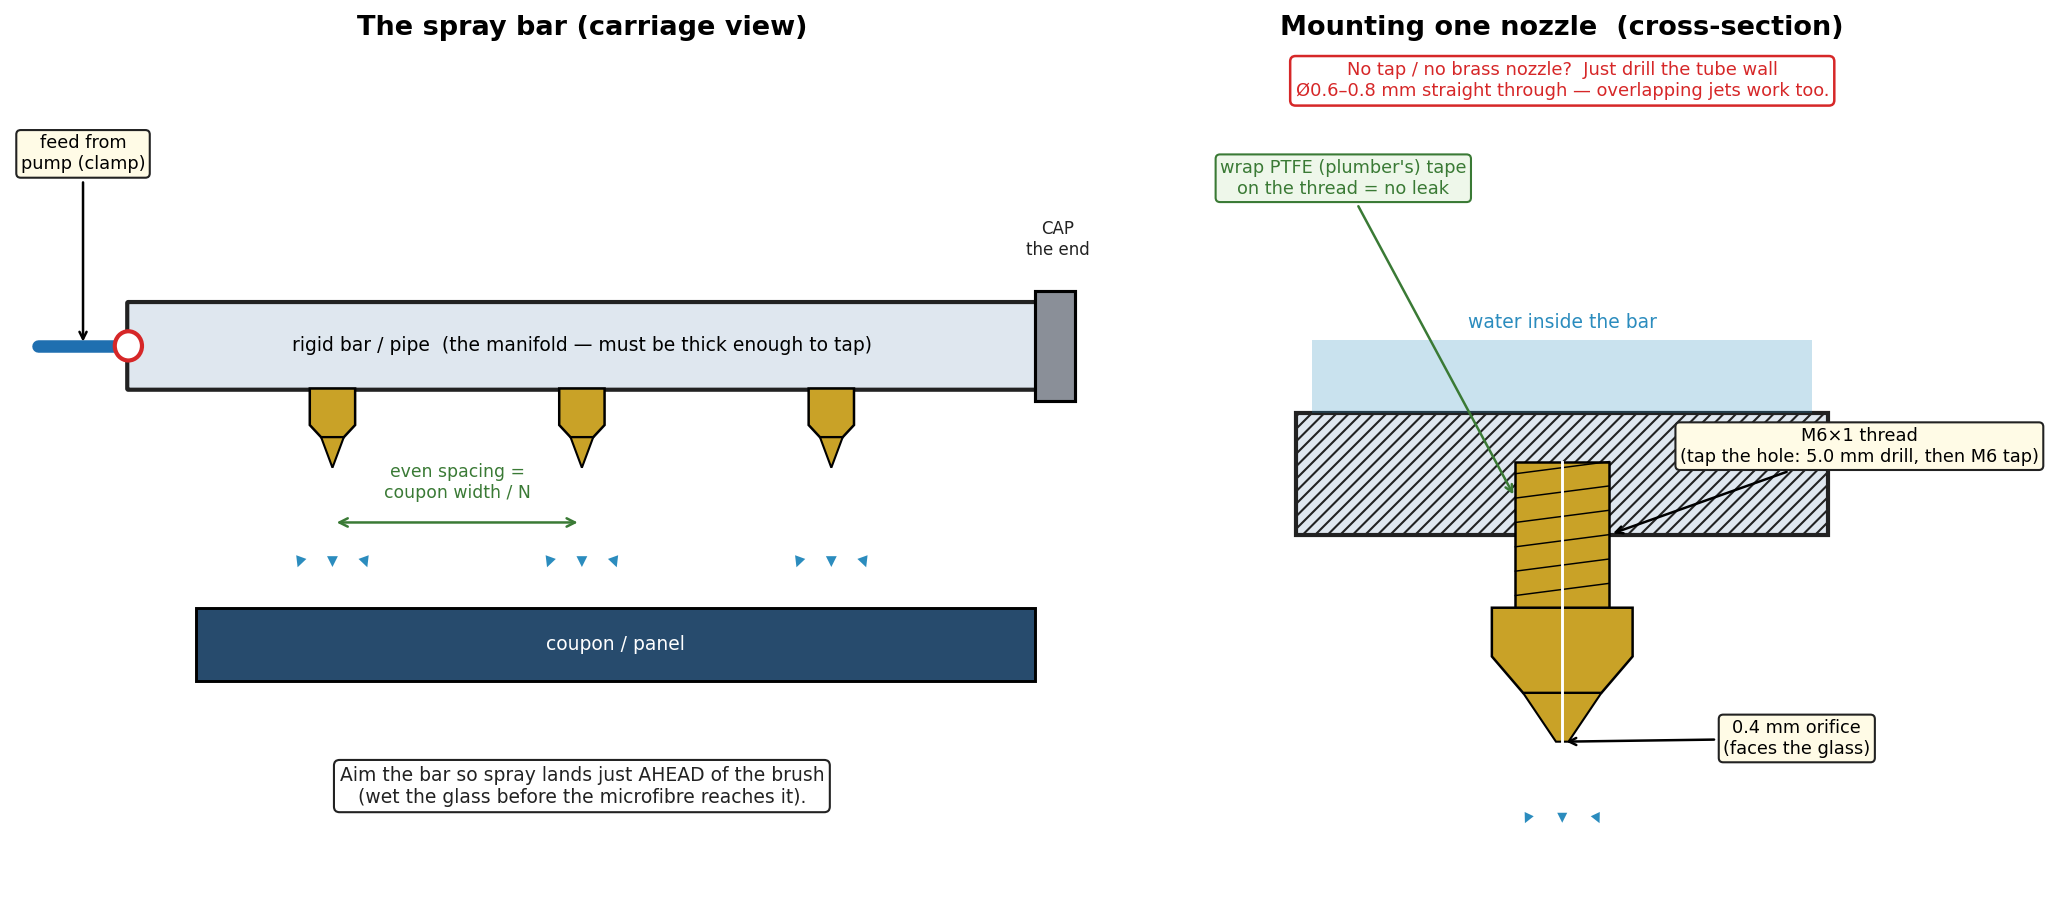 The spray bar (carriage view)
feed from
pump (clamp)
CAP
the end
rigid bar / pipe  (the manifold — must be thick enough to tap)
even spacing =
coupon width / N
coupon / panel
Aim the bar so spray lands just AHEAD of the brush
(wet the glass before the microfibre reaches it).
Mounting one nozzle  (cross-section)
No tap / no brass nozzle?  Just drill the tube wall
Ø0.6–0.8 mm straight through — overlapping jets work too.
wrap PTFE (plumber's) tape
on the thread = no leak
water inside the bar
M6×1 thread
(tap the hole: 5.0 mm drill, then M6 tap)
0.4 mm orifice
(faces the glass)